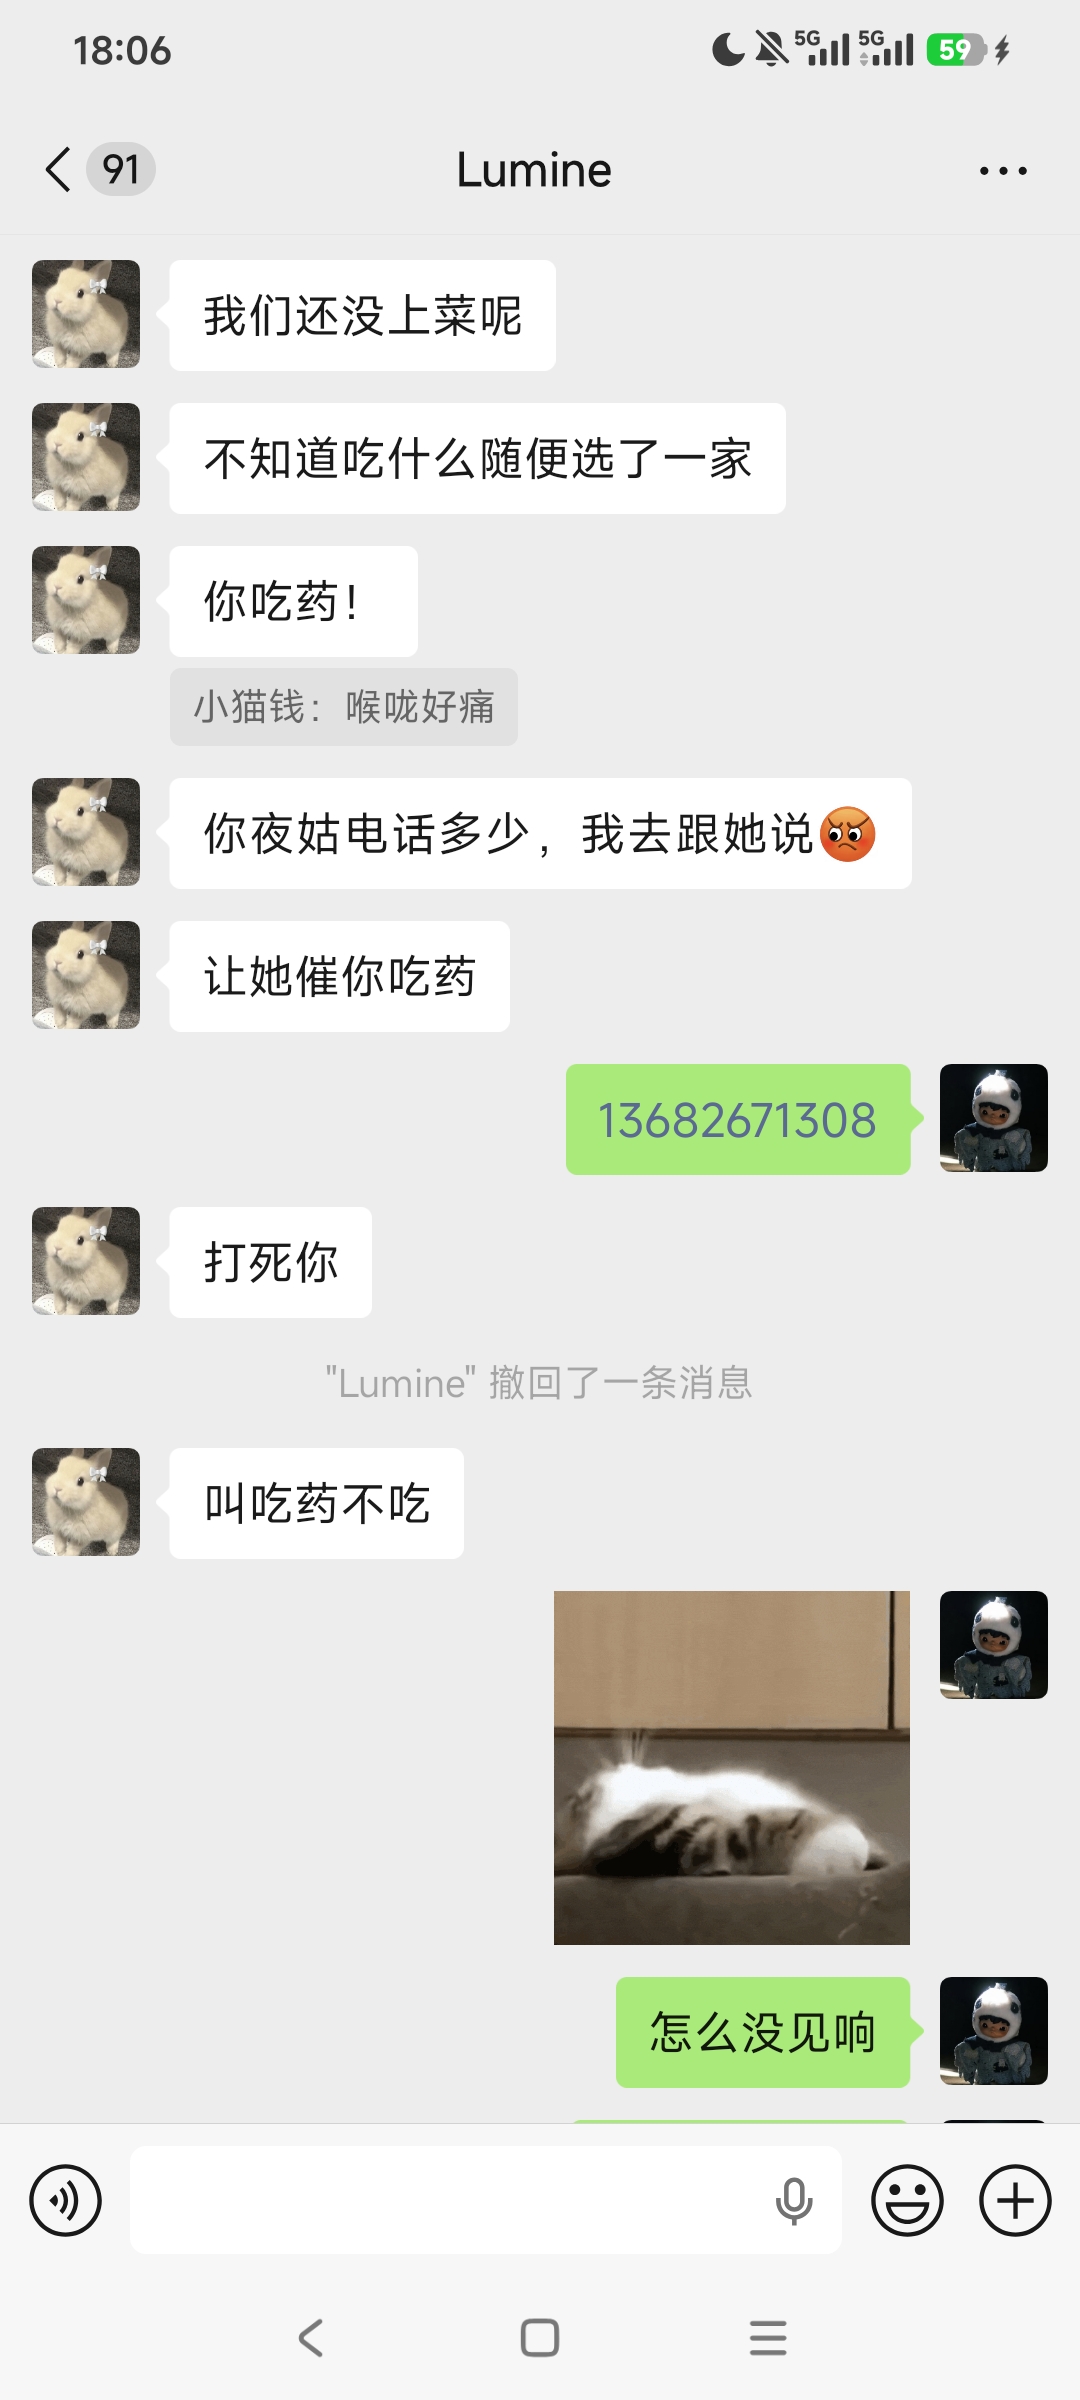 18:06
5G 5G 59
91
Lumine
我们还没上菜呢
不知道吃什么随便选了一家
你吃药！
小猫钱：喉咙好痛
你夜姑电话多少，我去跟她说😡
让她催你吃药
13682671308
打死你
"Lumine" 撤回了一条消息
叫吃药不吃
怎么没见响